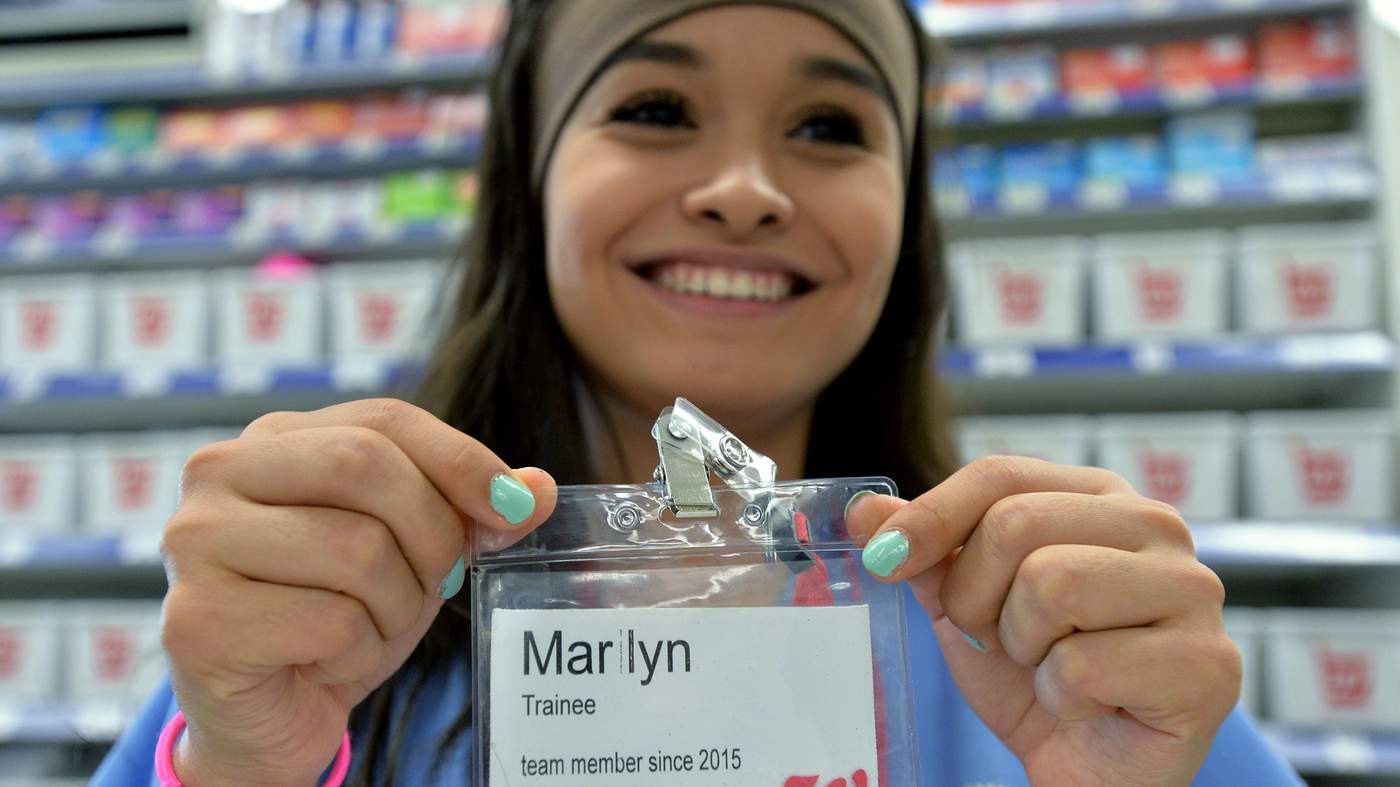 Marilyn
Trainee
team member since 2015